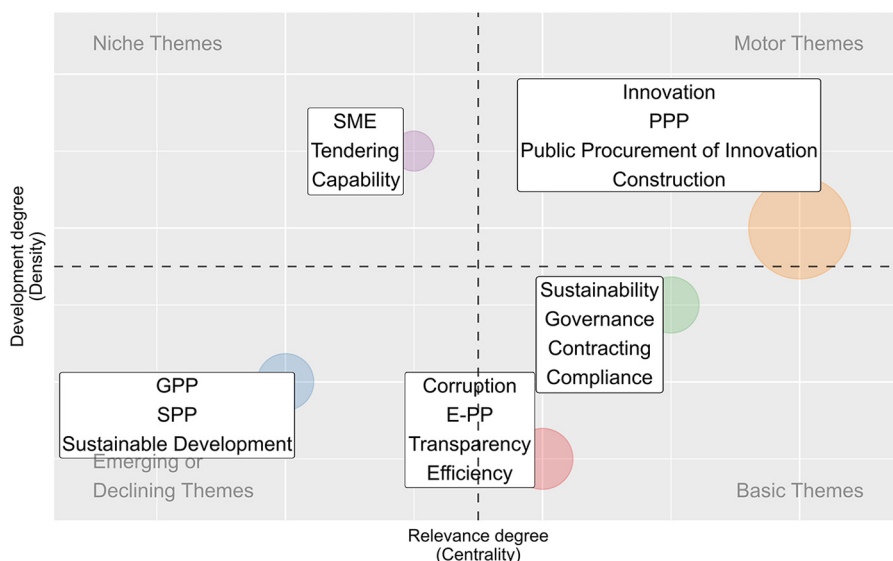 Niche Themes
Motor Themes
SME
Tendering
Capability
Innovation
PPP
Public Procurement of Innovation
Construction
Development degree
(Density)
Sustainability
Governance
Contracting
Compliance
GPP
SPP
Sustainable Development
Corruption
E-PP
Transparency
Efficiency
Emerging or
Declining Themes
Basic Themes
Relevance degree
(Centrality)